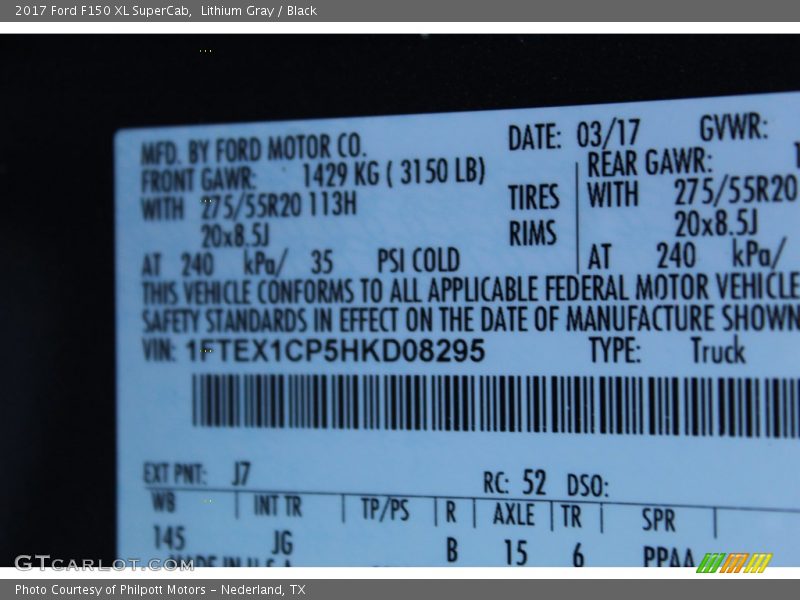 2017 Ford F150 XL SuperCab, Lithium Gray / Black
MFD. BY FORD MOTOR CO. DATE: 03/17 GVWR:
FRONT GAWR: 1429 KG ( 3150 LB) REAR GAWR:
WITH 275/55R20 113H TIRES WITH 275/55R20
20x8.5J RIMS 20x8.5J
AT 240 kPa/ 35 PSI COLD AT 240 kPa/
THIS VEHICLE CONFORMS TO ALL APPLICABLE FEDERAL MOTOR VEHICLE
SAFETY STANDARDS IN EFFECT ON THE DATE OF MANUFACTURE SHOWN
VIN: 1FTEX1CP5HKD08295 TYPE: Truck
EXT PNT: J7 RC: 52 DSO:
WB INT TR TP/PS R AXLE TR SPR
145 JG B 15 6 PPAA
MADE IN U.S.A.
GTCARLOT.COM
Photo Courtesy of Philpott Motors - Nederland, TX